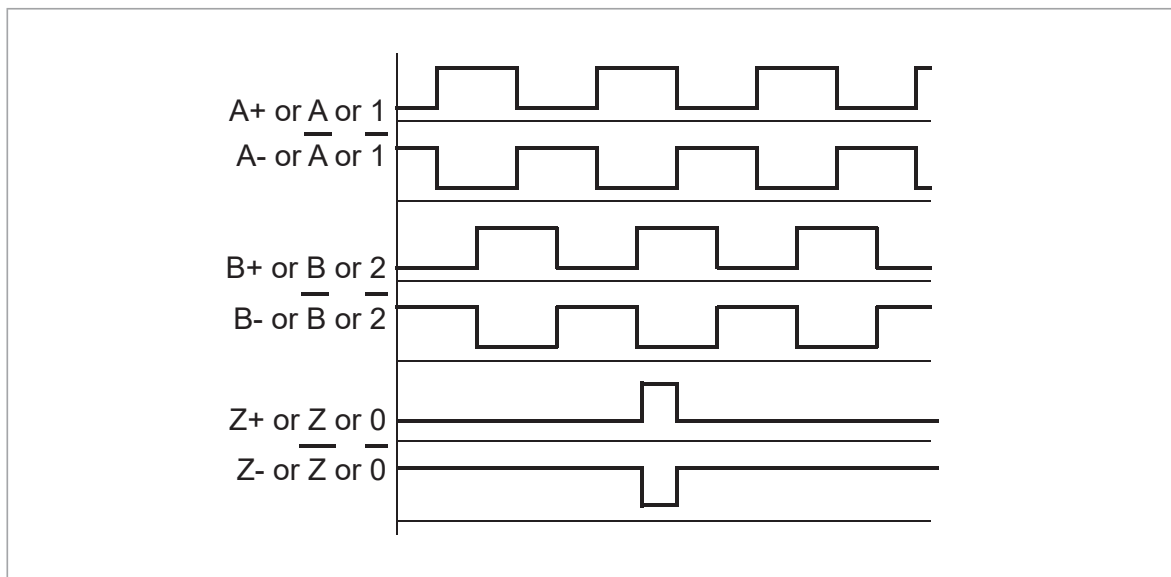 A+ or A or 1
A- or A̅ or 1̅
B+ or B or 2
B- or B̅ or 2̅
Z+ or Z or 0
Z- or Z̅ or 0̅